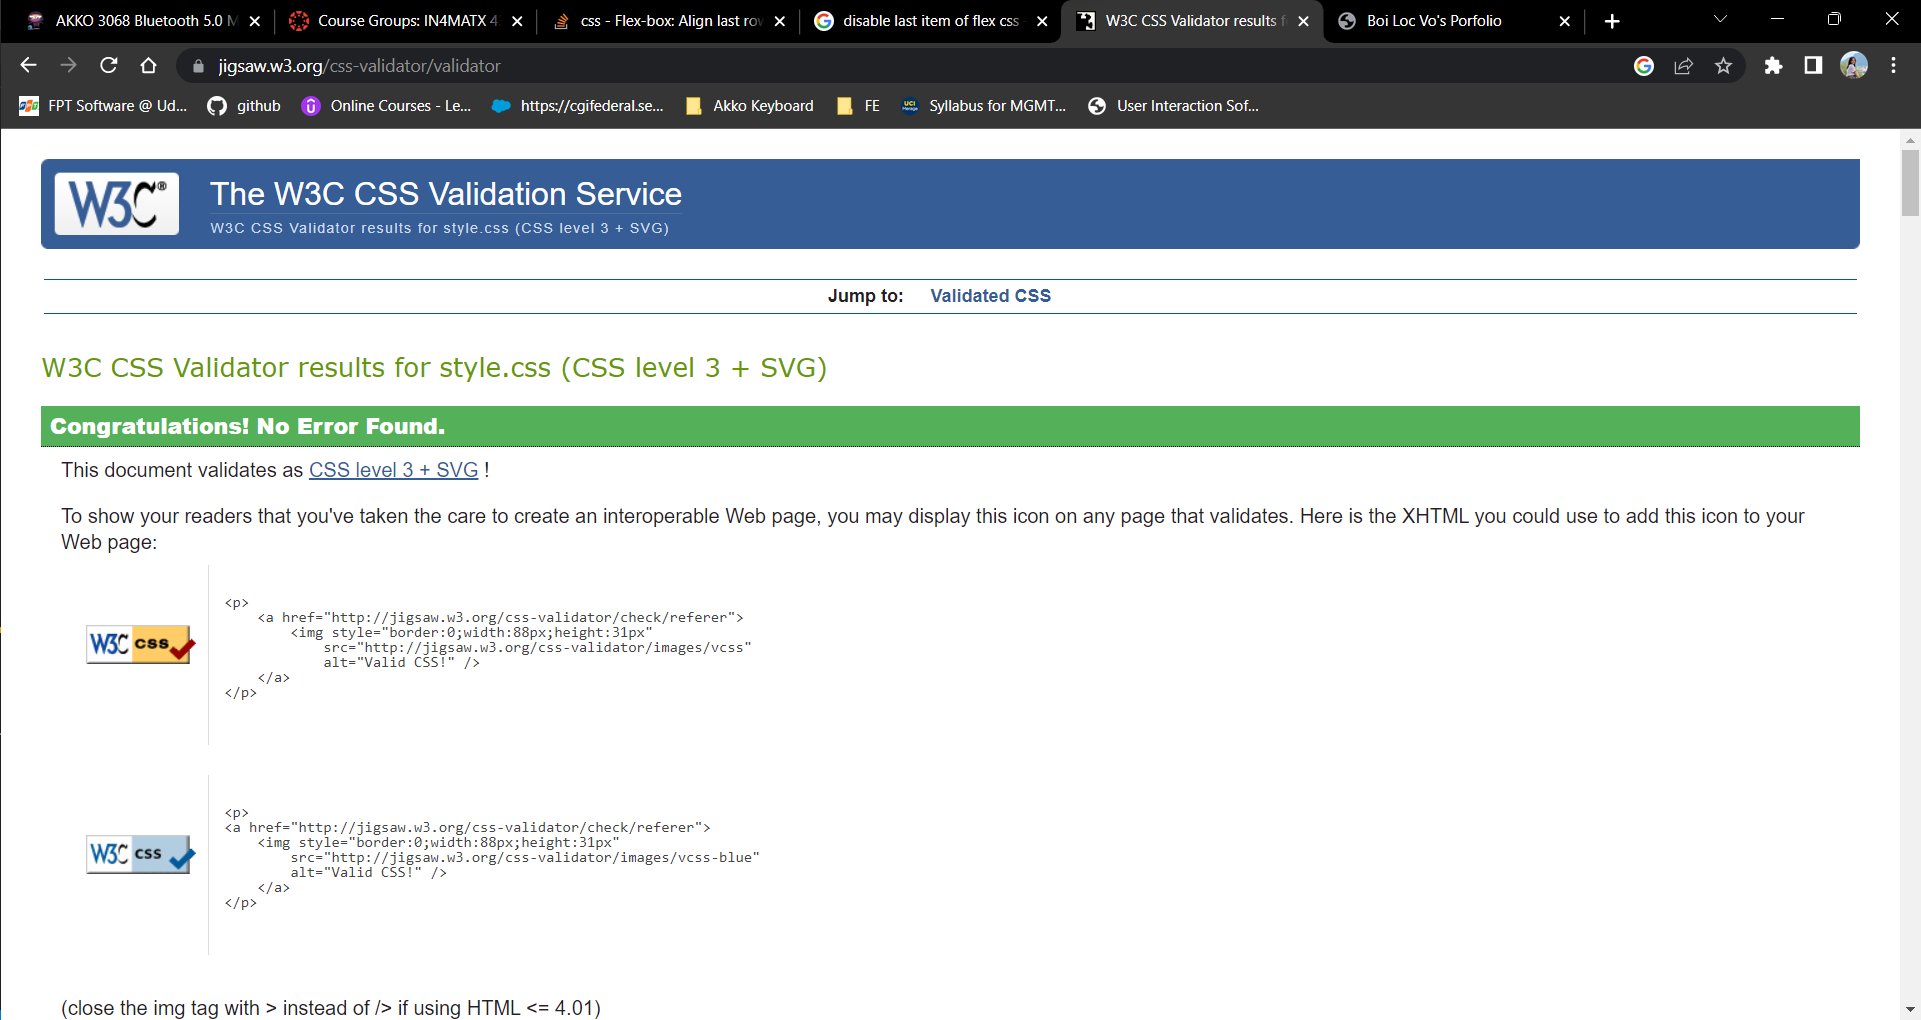 AKKO 3068 Bluetooth 5.0 M
Course Groups: IN4MATX 4
css - Flex-box: Align last row
disable last item of flex css
W3C CSS Validator results f
Boi Loc Vo's Porfolio
jigsaw.w3.org/css-validator/validator
FPT Software @ Ud...
github
Online Courses - Le...
https://cgifederal.se...
Akko Keyboard
FE
UCI
Syllabus for MGMT...
User Interaction Sof...
W3C®
The W3C CSS Validation Service
W3C CSS Validator results for style.css (CSS level 3 + SVG)
Jump to: Validated CSS
W3C CSS Validator results for style.css (CSS level 3 + SVG)
Congratulations! No Error Found.
This document validates as CSS level 3 + SVG !
To show your readers that you've taken the care to create an interoperable Web page, you may display this icon on any page that validates. Here is the XHTML you could use to add this icon to your
Web page:
W3C css
<p>
<a href="http://jigsaw.w3.org/css-validator/check/referer">
<img style="border:0;width:88px;height:31px"
src="http://jigsaw.w3.org/css-validator/images/vcss"
alt="Valid CSS!" />
</a>
</p>
W3C css
<p>
<a href="http://jigsaw.w3.org/css-validator/check/referer">
<img style="border:0;width:88px;height:31px"
src="http://jigsaw.w3.org/css-validator/images/vcss-blue"
alt="Valid CSS!" />
</a>
</p>
(close the img tag with > instead of /> if using HTML <= 4.01)